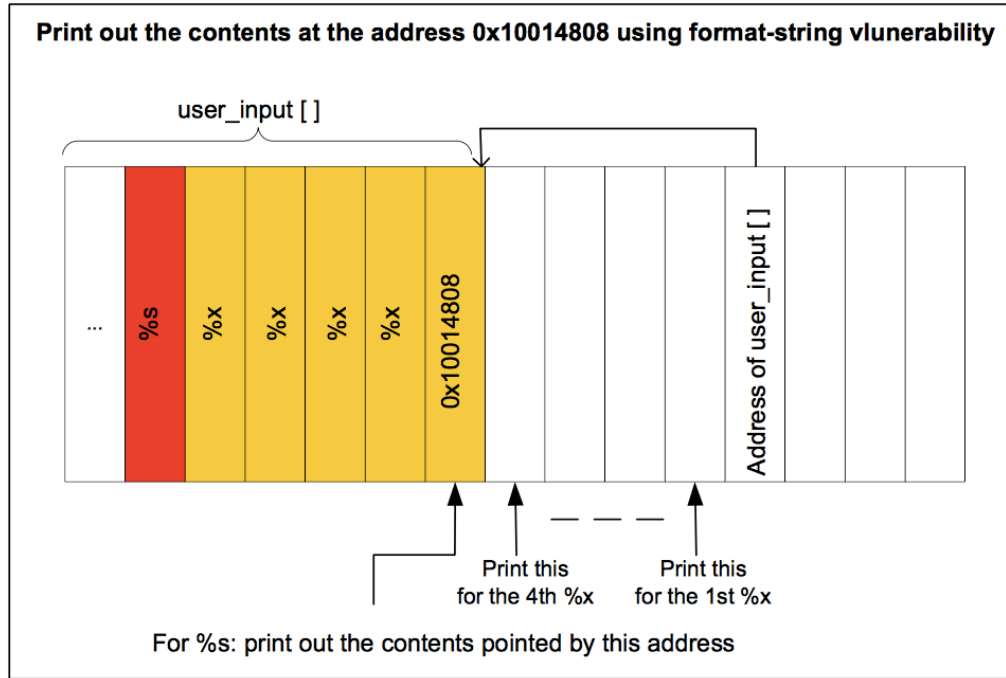 Print out the contents at the address 0x10014808 using format-string vlunerability
user_input [ ]
...
%s
%x
%x
%x
%x
0x10014808
Address of user_input [ ]
Print this
for the 4th %x
Print this
for the 1st %x
For %s: print out the contents pointed by this address